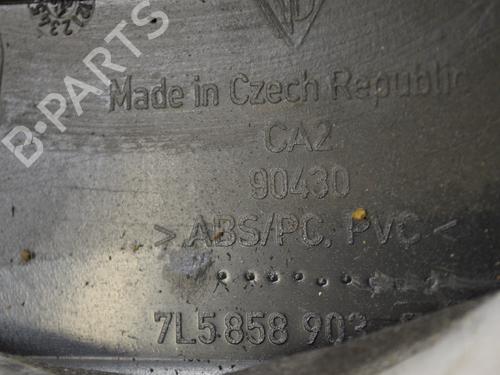 B-PARTS
Made in Czech Republic
CA2
90430
> ABS/PC, PVC <
7L5 858 903